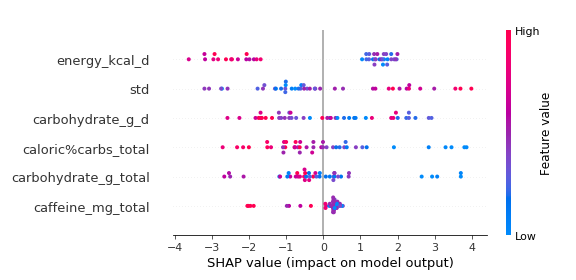 High
energy_kcal_d
std
carbohydrate_g_d
caloric%carbs_total
carbohydrate_g_total
caffeine_mg_total
Feature value
Low
−4 −3 −2 −1 0 1 2 3 4
SHAP value (impact on model output)